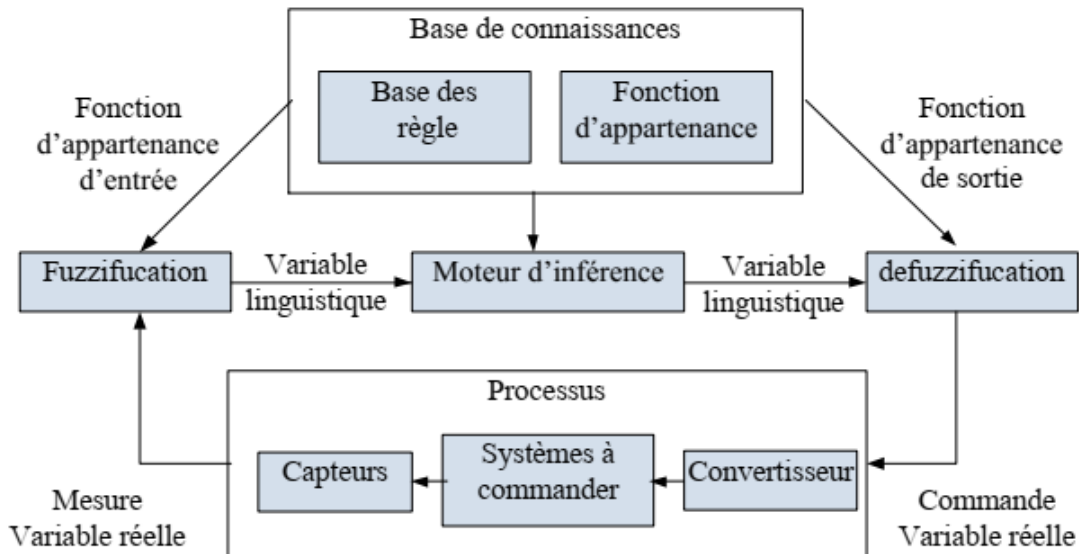 Base de connaissances
Base des
règle
Fonction
d'appartenance
Fonction
d'appartenance
d'entrée
Fonction
d'appartenance
de sortie
Fuzzifucation
Variable
linguistique
Moteur d'inférence
Variable
linguistique
defuzzifucation
Processus
Capteurs
Systèmes à
commander
Convertisseur
Mesure
Variable réelle
Commande
Variable réelle